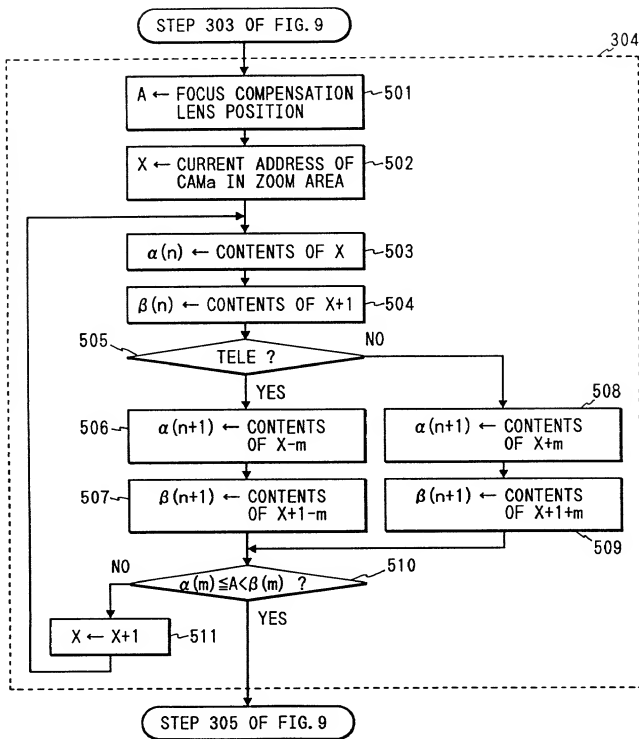 STEP 303 OF FIG. 9
304
A ← FOCUS COMPENSATION
LENS POSITION
501
X ← CURRENT ADDRESS OF
CAMa IN ZOOM AREA
502
α(n) ← CONTENTS OF X
503
β(n) ← CONTENTS OF X+1
504
505
TELE ?
NO
YES
506
α(n+1) ← CONTENTS
OF X-m
508
α(n+1) ← CONTENTS
OF X+m
507
β(n+1) ← CONTENTS
OF X+1-m
β(n+1) ← CONTENTS
OF X+1+m
509
NO
α(m)≦A<β(m) ?
510
YES
X ← X+1
511
STEP 305 OF FIG. 9